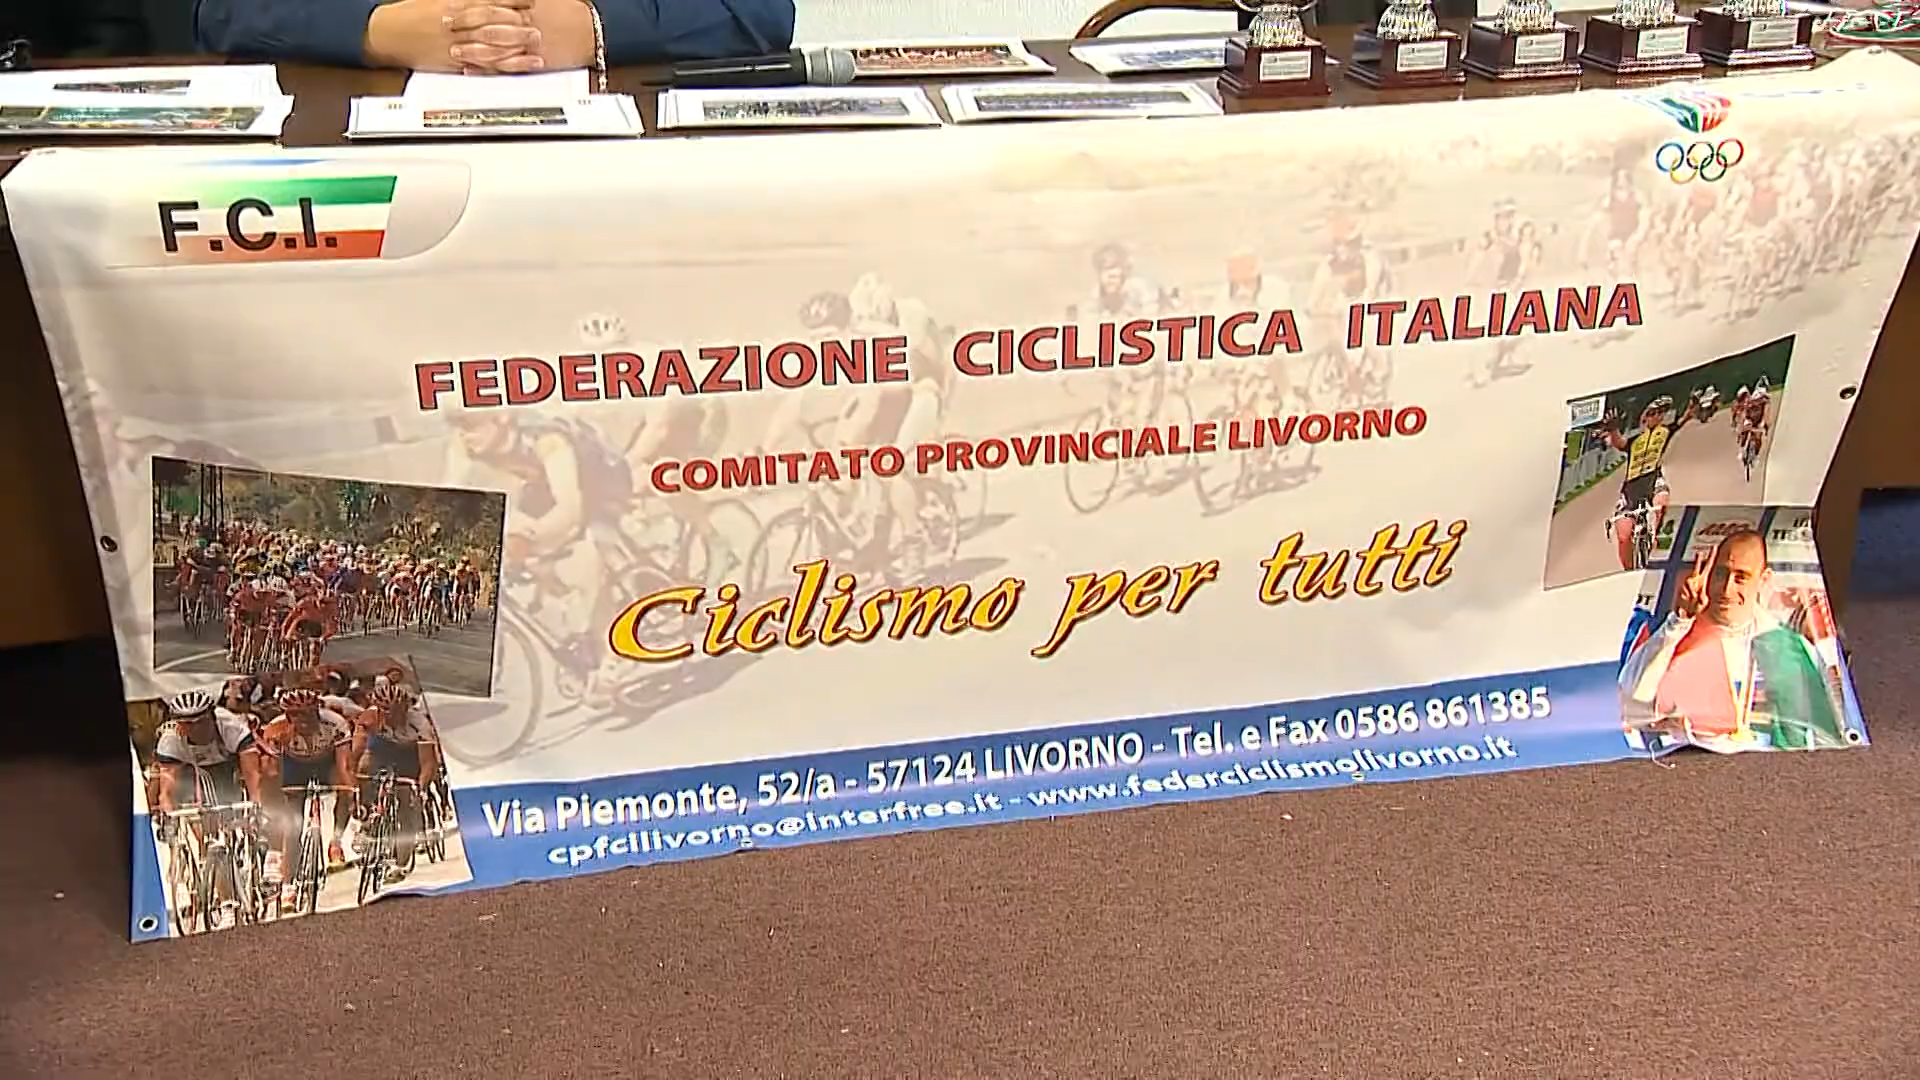 F.C.I.
FEDERAZIONE CICLISTICA ITALIANA
COMITATO PROVINCIALE LIVORNO
Ciclismo per tutti
Via Piemonte, 52/a - 57124 LIVORNO - Tel. e Fax 0586 861385
cpfcilivorno@interfree.it - www.federciclismolivorno.it